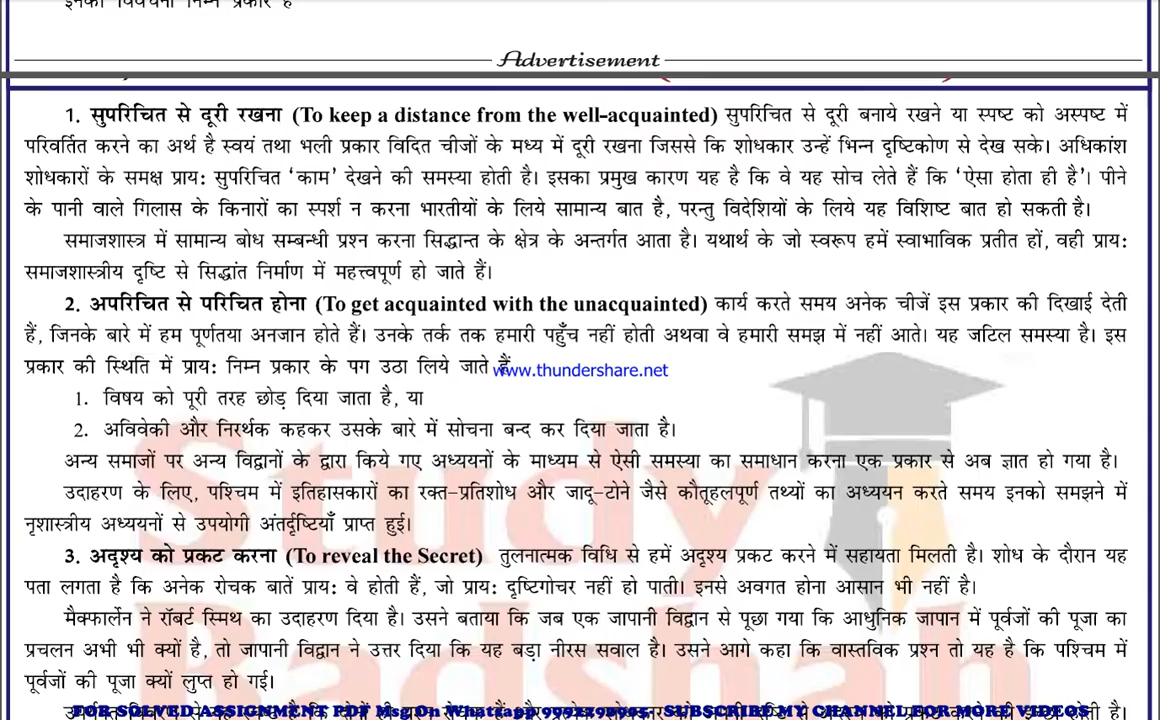 इनकी विवेचना निम्न प्रकार है
Advertisement
1. सुपरिचित से दूरी रखना (To keep a distance from the well-acquainted) सुपरिचित से दूरी बनाये रखने या स्पष्ट को अस्पष्ट में
परिवर्तित करने का अर्थ है स्वयं तथा भली प्रकार विदित चीजों के मध्य में दूरी रखना जिससे कि शोधकार उन्हें भिन्न दृष्टिकोण से देख सके। अधिकांश
शोधकारों के समक्ष प्राय: सुपरिचित ‘काम’ देखने की समस्या होती है। इसका प्रमुख कारण यह है कि वे यह सोच लेते हैं कि ‘ऐसा होता ही है’। पीने
के पानी वाले गिलास के किनारों का स्पर्श न करना भारतीयों के लिये सामान्य बात है, परन्तु विदेशियों के लिये यह विशिष्ट बात हो सकती है।
समाजशास्त्र में सामान्य बोध सम्बन्धी प्रश्न करना सिद्धान्त के क्षेत्र के अन्तर्गत आता है। यथार्थ के जो स्वरूप हमें स्वाभाविक प्रतीत हों, वही प्राय:
समाजशास्त्रीय दृष्टि से सिद्धांत निर्माण में महत्त्वपूर्ण हो जाते हैं।
2. अपरिचित से परिचित होना (To get acquainted with the unacquainted) कार्य करते समय अनेक चीजें इस प्रकार की दिखाई देती
हैं, जिनके बारे में हम पूर्णतया अनजान होते हैं। उनके तर्क तक हमारी पहुँच नहीं होती अथवा वे हमारी समझ में नहीं आते। यह जटिल समस्या है। इस
प्रकार की स्थिति में प्राय: निम्न प्रकार के पग उठा लिये जाते हैं
www.thundershare.net
1. विषय को पूरी तरह छोड़ दिया जाता है, या
2. अविवेकी और निरर्थक कहकर उसके बारे में सोचना बन्द कर दिया जाता है।
अन्य समाजों पर अन्य विद्वानों के द्वारा किये गए अध्ययनों के माध्यम से ऐसी समस्या का समाधान करना एक प्रकार से अब ज्ञात हो गया है।
उदाहरण के लिए, पश्चिम में इतिहासकारों का रक्त-प्रतिशोध और जादू-टोने जैसे कौतूहलपूर्ण तथ्यों का अध्ययन करते समय इनको समझने में
नृशास्त्रीय अध्ययनों से उपयोगी अंतर्दृष्टियाँ प्राप्त हुई।
3. अदृश्य को प्रकट करना (To reveal the Secret) तुलनात्मक विधि से हमें अदृश्य प्रकट करने में सहायता मिलती है। शोध के दौरान यह
पता लगता है कि अनेक रोचक बातें प्राय: वे होती हैं, जो प्राय: दृष्टिगोचर नहीं हो पाती। इनसे अवगत होना आसान भी नहीं है।
मैक्फार्लेन ने रॉबर्ट स्मिथ का उदाहरण दिया है। उसने बताया कि जब एक जापानी विद्वान से पूछा गया कि आधुनिक जापान में पूर्वजों की पूजा का
प्रचलन अभी भी क्यों है, तो जापानी विद्वान ने उत्तर दिया कि यह बड़ा नीरस सवाल है। उसने आगे कहा कि वास्तविक प्रश्न तो यह है कि पश्चिम में
पूर्वजों की पूजा क्यों लुप्त हो गई।
Study Badshah
FOR SOLVED ASSIGNMENT PDF Msg On Whatapp SUBSCRIBE MY CHANNEL FOR MORE VIDEOS